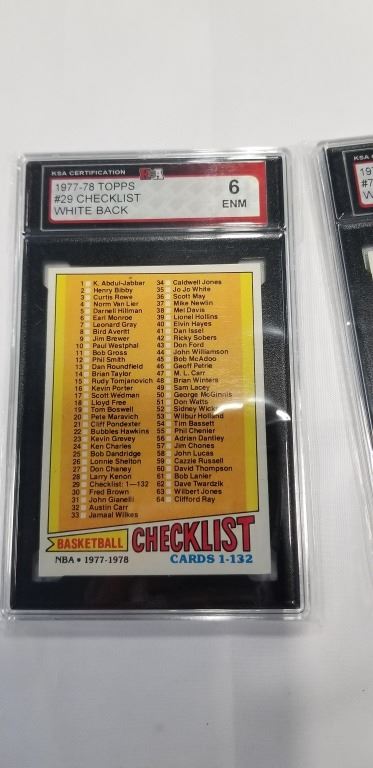 KSA CERTIFICATION KSA
1977-78 TOPPS
#29 CHECKLIST
WHITE BACK
6
ENM
1 K. Abdul-Jabbar
2 Henry Bibby
3 Curtis Rowe
4 Norm Van Lier
5 Darnell Hillman
6 Earl Monroe
7 Leonard Gray
8 Bird Averitt
9 Jim Brewer
10 Paul Westphal
11 Bob Gross
12 Phil Smith
13 Dan Roundfield
14 Brian Taylor
15 Rudy Tomjanovich
16 Kevin Porter
17 Scott Wedman
18 Lloyd Free
19 Tom Boswell
20 Pete Maravich
21 Cliff Pondexter
22 Bubbles Hawkins
23 Kevin Grevey
24 Ken Charles
25 Bob Dandridge
26 Lonnie Shelton
27 Don Chaney
28 Larry Kenon
29 Checklist: 1—132
30 Fred Brown
31 John Gianelli
32 Austin Carr
33 Jamaal Wilkes
34 Caldwell Jones
35 Jo Jo White
36 Scott May
37 Mike Newlin
38 Mel Davis
39 Lionel Hollins
40 Elvin Hayes
41 Dan Issel
42 Ricky Sobers
43 Don Ford
44 John Williamson
45 Bob McAdoo
46 Geoff Petrie
47 M. L. Carr
48 Brian Winters
49 Sam Lacey
50 George McGinnis
51 Don Watts
52 Sidney Wicks
53 Wilbur Holland
54 Tim Bassett
55 Phil Chenier
56 Adrian Dantley
57 Jim Chones
58 John Lucas
59 Cazzie Russell
60 David Thompson
61 Bob Lanier
62 Dave Twardzik
63 Wilbert Jones
64 Clifford Ray
BASKETBALL CHECKLIST
NBA • 1977-1978 CARDS 1-132
KSA